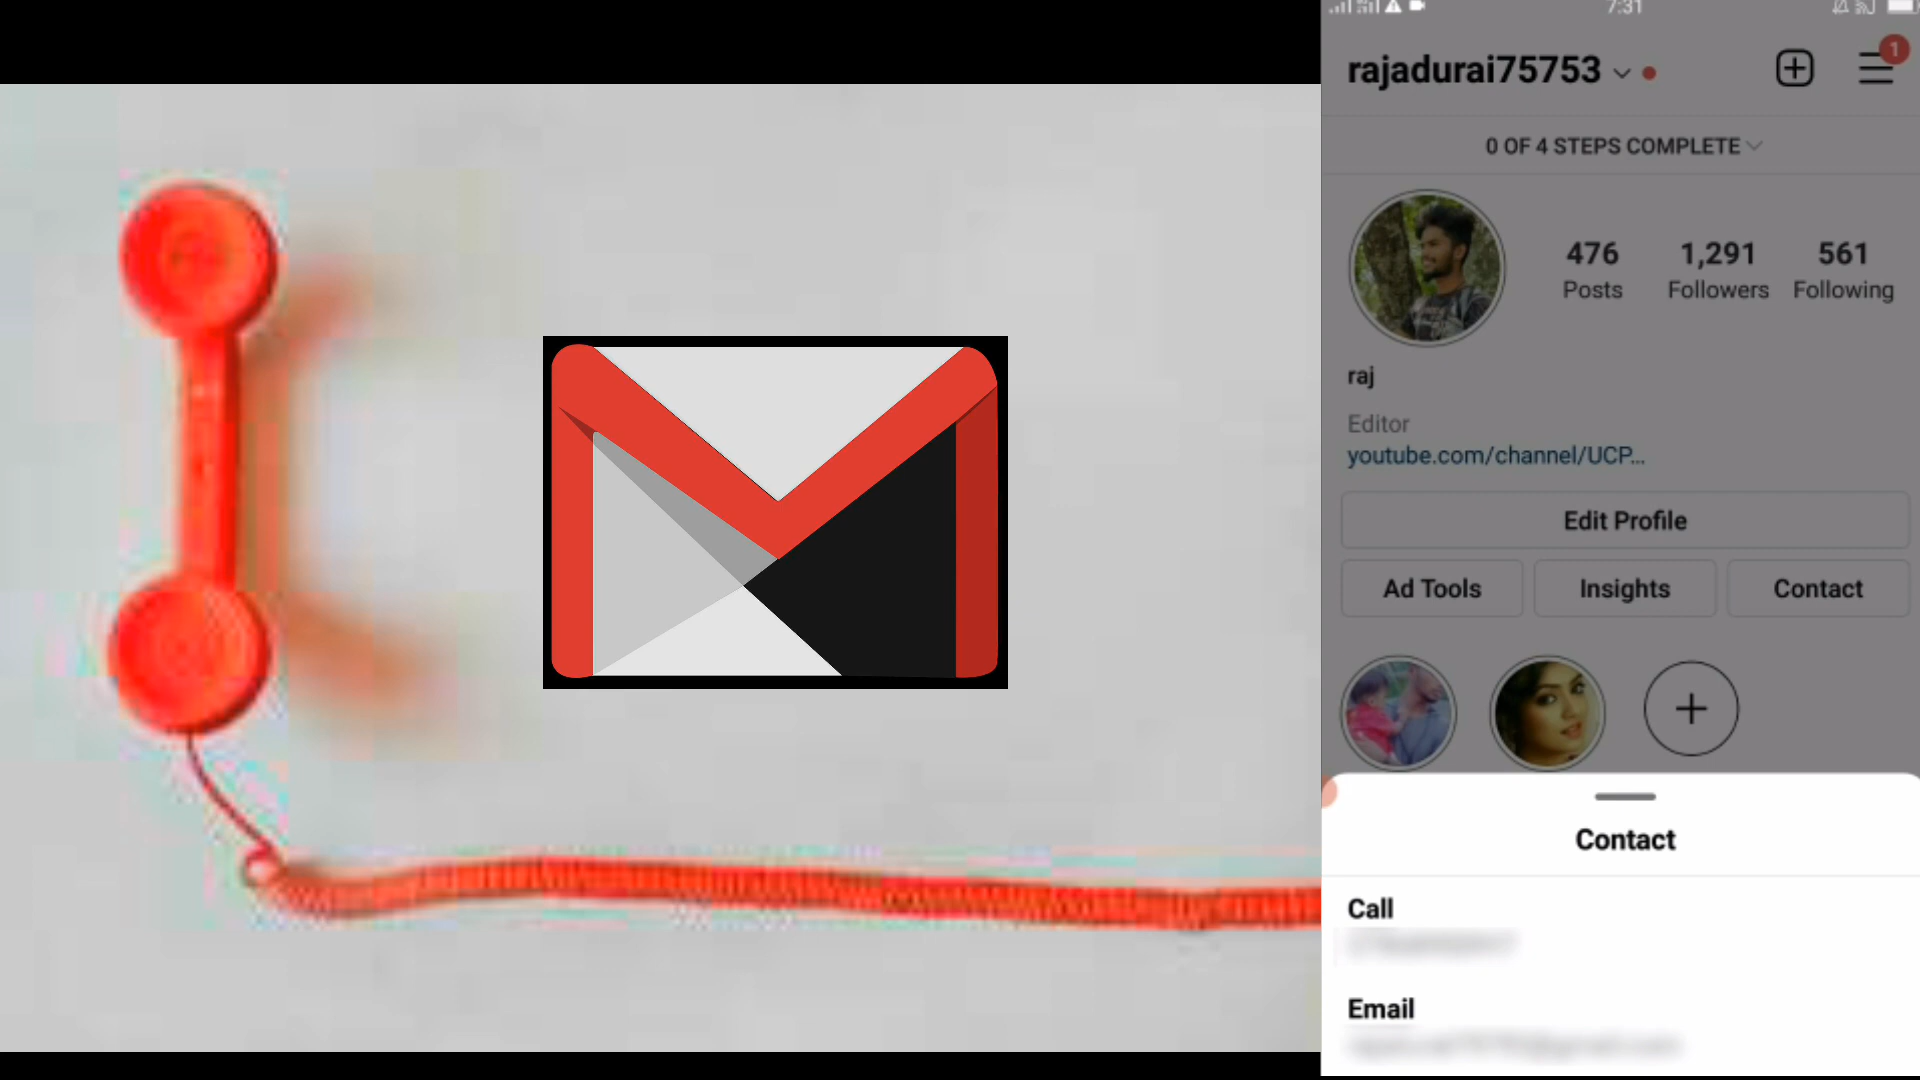 7:31
rajadurai75753
1
0 OF 4 STEPS COMPLETE
476 1,291 561
Posts Followers Following
raj
Editor
youtube.com/channel/UCP...
Edit Profile
Ad Tools Insights Contact
Contact
Call
Email